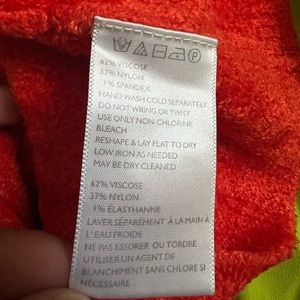 62% VISCOSE
37% NYLON
1% SPANDEX
HAND WASH COLD SEPARATELY
DO NOT WRING OR TWIST
USE ONLY NON-CHLORINE
BLEACH
RESHAPE & LAY FLAT TO DRY
LOW IRON AS NEEDED
MAY BE DRY CLEANED
62% VISCOSE
37% NYLON
1% ÉLASTHANNE
LAVER SÉPARÉMENT À LA MAIN À
L'EAU FROIDE
NE PAS ESSORER OU TORDRE
UTILISER UN AGENT DE
BLANCHIMENT SANS CHLORE SI
NÉCESSAIRE